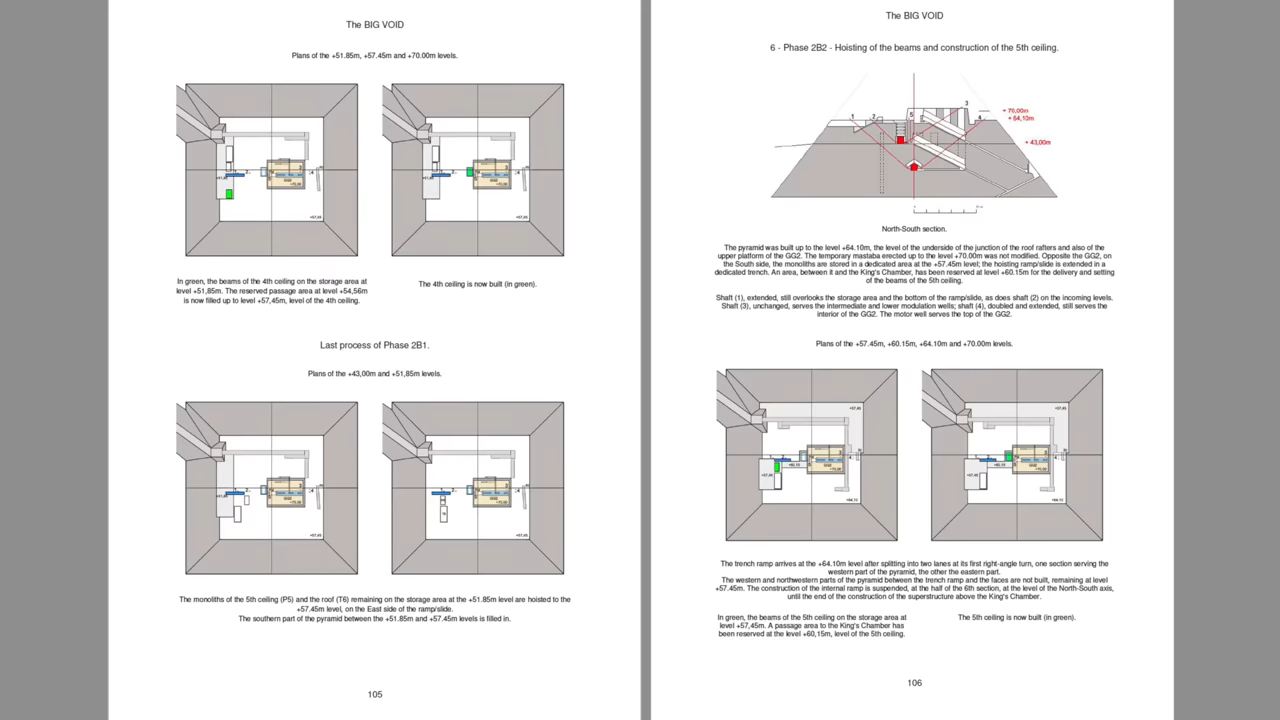 The BIG VOID
Plans of the +51.85m, +57.45m and +70.00m levels.
In green, the beams of the 4th ceiling on the storage area at
level +51,85m. The reserved passage area at level +54,56m
is now filled up to level +57,45m, level of the 4th ceiling.
The 4th ceiling is now built (in green).
Last process of Phase 2B1.
Plans of the +43,00m and +51,85m levels.
The monoliths of the 5th ceiling (P5) and the roof (T6) remaining on the storage area at the +51.85m level are hoisted to the
+57.45m level, on the East side of the ramp/slide.
The southern part of the pyramid between the +51.85m and +57.45m levels is filled in.
105
The BIG VOID
6 - Phase 2B2 - Hoisting of the beams and construction of the 5th ceiling.
1
2
5
3
4
+ 70,00m
+ 64,10m
+ 43,00m
North-South section.
The pyramid was built up to the level +64.10m, the level of the underside of the junction of the roof rafters and also of the
upper platform of the GG2. The temporary mastaba erected up to the level +70,00m was not modified. Opposite the GG2, on
the South side, the monoliths are stored in a dedicated area at the +57.45m level; the hoisting ramp/slide is extended in a
dedicated trench. An area, between it and the King's Chamber, has been reserved at level +60.15m for the delivery and setting
of the beams of the 5th ceiling.
Shaft (1), extended, still overlooks the storage area and the bottom of the ramp/slide, as does shaft (2) on the incoming levels.
Shaft (3), unchanged, serves the intermediate and lower modulation wells; shaft (4), doubled and extended, still serves the
interior of the GG2. The motor well serves the top of the GG2.
Plans of the +57.45m, +60.15m, +64.10m and +70.00m levels.
The trench ramp arrives at the +64.10m level after splitting into two lanes at its first right-angle turn, one section serving the
western part of the pyramid, the other the eastern part.
The western and northwestern parts of the pyramid between the trench ramp and the faces are not built, remaining at level
+57.45m. The construction of the internal ramp is suspended, at the half of the 6th section, at the level of the North-South axis,
until the end of the construction of the superstructure above the King's Chamber.
In green, the beams of the 5th ceiling on the storage area at
level +57,45m. A passage area to the King's Chamber has
been reserved at the level +60,15m, level of the 5th ceiling.
The 5th ceiling is now built (in green).
106